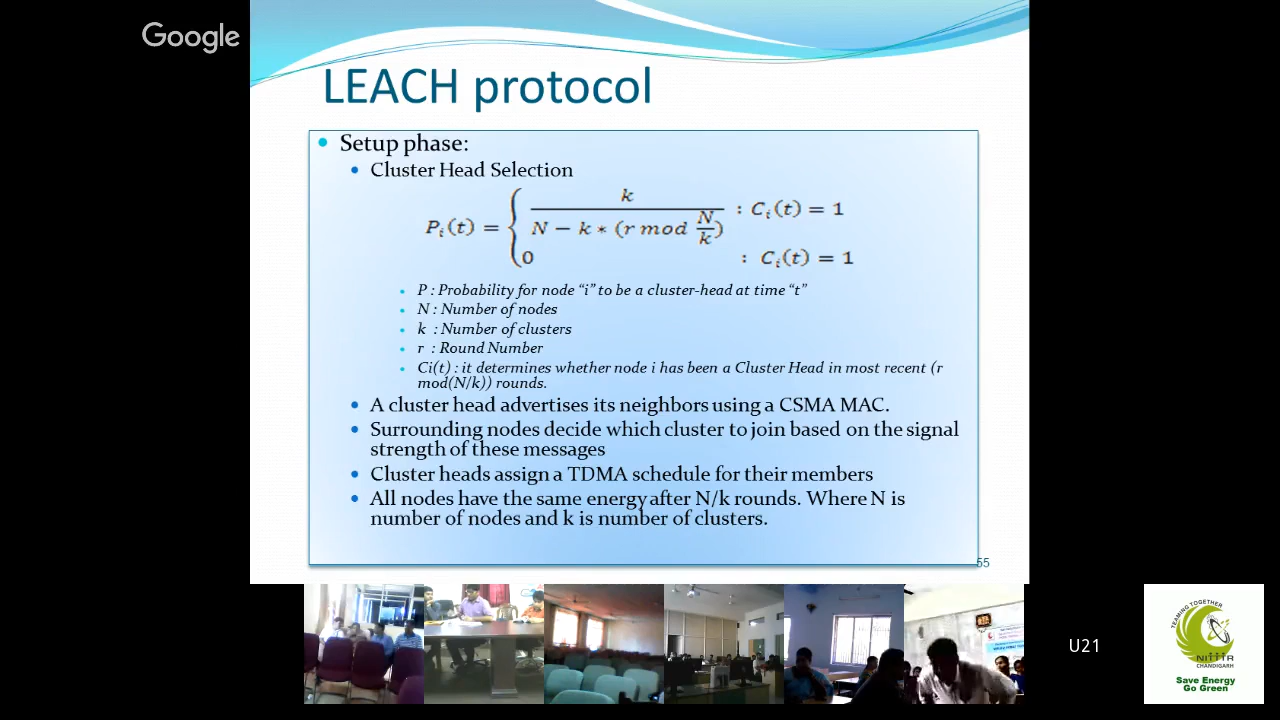 Google
LEACH protocol
• Setup phase:
• Cluster Head Selection
P_i(t) = { k / (N − k ∗ (r mod N/k)) : C_i(t) = 1
0 : C_i(t) = 1
• P : Probability for node “i” to be a cluster-head at time “t”
• N : Number of nodes
• k : Number of clusters
• r : Round Number
• Ci(t) : it determines whether node i has been a Cluster Head in most recent (r
mod(N/k)) rounds.
• A cluster head advertises its neighbors using a CSMA MAC.
• Surrounding nodes decide which cluster to join based on the signal
strength of these messages
• Cluster heads assign a TDMA schedule for their members
• All nodes have the same energy after N/k rounds. Where N is
number of nodes and k is number of clusters.
55
U21
TRAINING TOGETHER
NITTTR
CHANDIGARH
Save Energy
Go Green